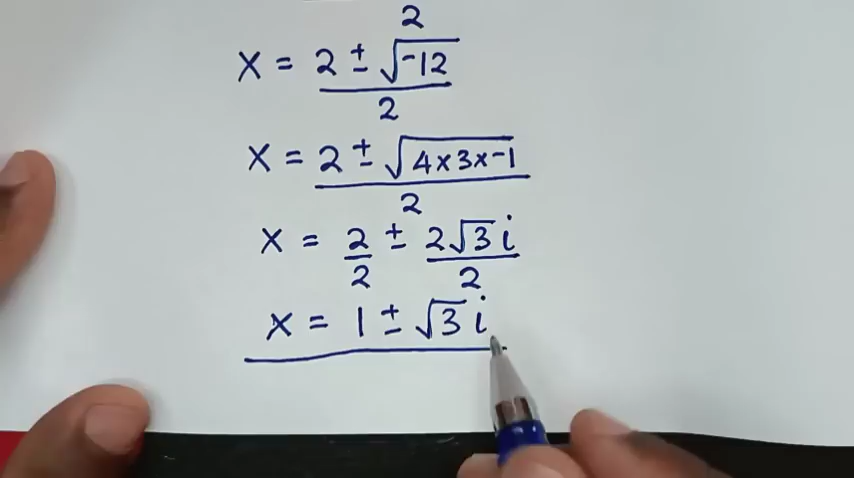 2
x = 2 ± √-12
2
x = 2 ± √4x3x-1
2
x = 2/2 ± 2√3 i/2
x = 1 ± √3 i